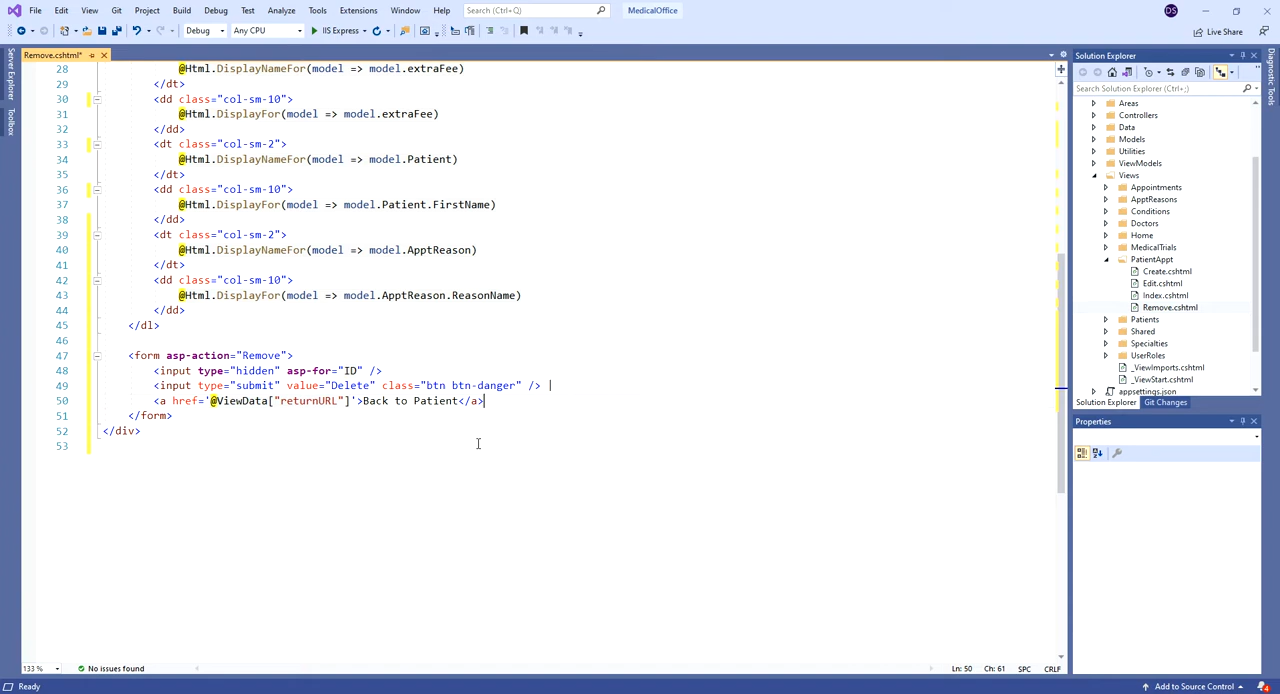 File Edit View Git Project Build Debug Test Analyze Tools Extensions Window Help Search (Ctrl+Q) MedicalOffice DS
Debug Any CPU IIS Express Live Share
Server Explorer
Toolbox
Remove.cshtml*
28 @Html.DisplayNameFor(model => model.extraFee)
29 </dt>
30 <dd class="col-sm-10">
31 @Html.DisplayFor(model => model.extraFee)
32 </dd>
33 <dt class="col-sm-2">
34 @Html.DisplayNameFor(model => model.Patient)
35 </dt>
36 <dd class="col-sm-10">
37 @Html.DisplayFor(model => model.Patient.FirstName)
38 </dd>
39 <dt class="col-sm-2">
40 @Html.DisplayNameFor(model => model.ApptReason)
41 </dt>
42 <dd class="col-sm-10">
43 @Html.DisplayFor(model => model.ApptReason.ReasonName)
44 </dd>
45 </dl>
46
47 <form asp-action="Remove">
48 <input type="hidden" asp-for="ID" />
49 <input type="submit" value="Delete" class="btn btn-danger" /> |
50 <a href='@ViewData["returnURL"]'>Back to Patient</a>
51 </form>
52 </div>
53
133 % No issues found Ln: 50 Ch: 61 SPC CRLF
Solution Explorer
Search Solution Explorer (Ctrl+;)
Areas
Controllers
Data
Models
Utilities
ViewModels
Views
Appointments
ApptReasons
Conditions
Doctors
Home
MedicalTrials
PatientAppt
Create.cshtml
Edit.cshtml
Index.cshtml
Remove.cshtml
Patients
Shared
Specialties
UserRoles
_ViewImports.cshtml
_ViewStart.cshtml
appsettings.json
Solution Explorer Git Changes
Properties
Diagnostic Tools
Ready Add to Source Control 4